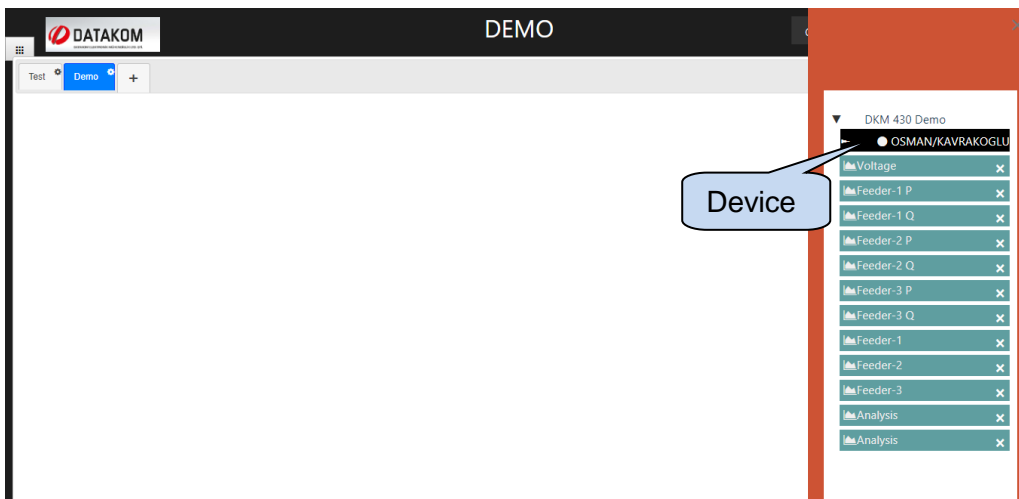 DATAKOM
DEMO
Test
Demo
+
DKM 430 Demo
OSMAN/KAVRAKOGLU
Voltage
Feeder-1 P
Feeder-1 Q
Feeder-2 P
Feeder-2 Q
Feeder-3 P
Feeder-3 Q
Feeder-1
Feeder-2
Feeder-3
Analysis
Analysis
Device